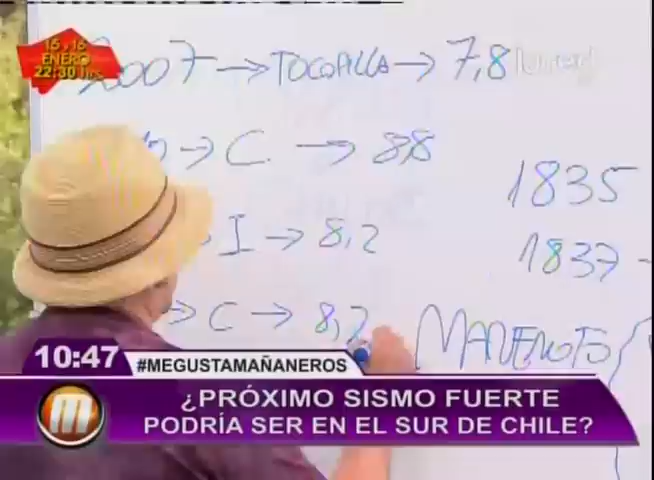 15 y 16
ENERO
22:30 Hrs.
2007 → TOCOPILLA → 7,8
→ C. → 8,8
I → 8,2
→ C → 8,2
1835
1837 -
MAREMOTO {
10:47
#MEGUSTAMAÑANEROS
¿PRÓXIMO SISMO FUERTE
PODRÍA SER EN EL SUR DE CHILE?